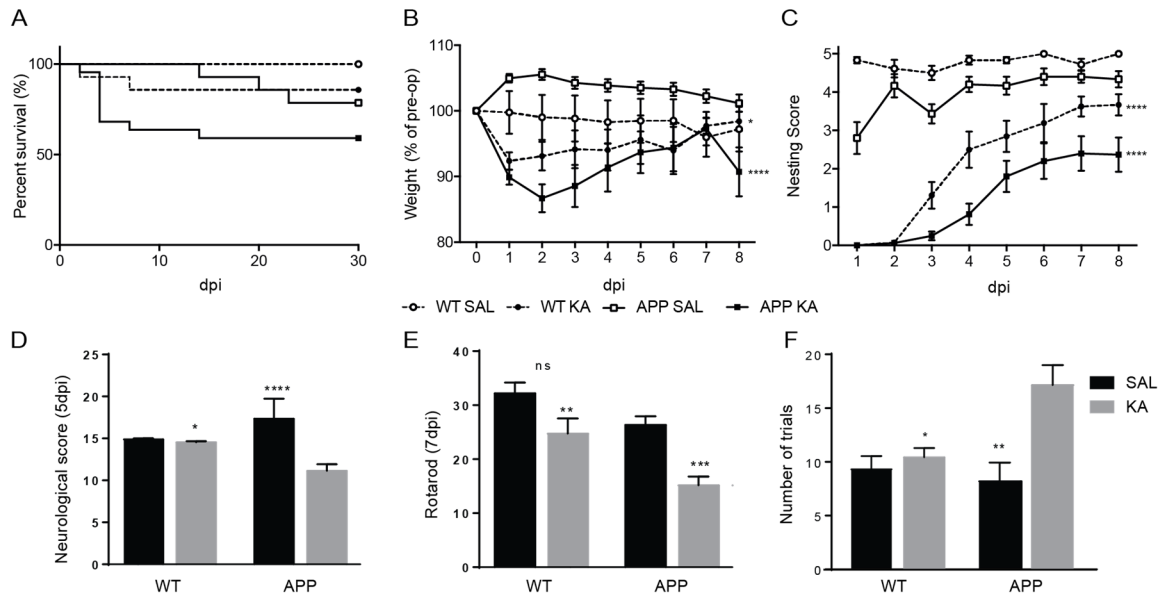 A
Percent survival (%)
100
50
0
0 10 20 30
dpi
B
Weight (% of pre-op)
110
100
90
80
0 1 2 3 4 5 6 7 8
dpi
*
****
C
Nesting Score
5
4
3
2
1
0
1 2 3 4 5 6 7 8
dpi
****
****
WT SAL WT KA APP SAL APP KA
D
Neurological score (5dpi)
25
20
15
10
5
0
*
****
WT APP
E
Rotarod (7dpi)
40
30
20
10
0
ns
**
***
WT APP
F
Number of trials
20
15
10
5
0
*
**
WT APP
SAL
KA